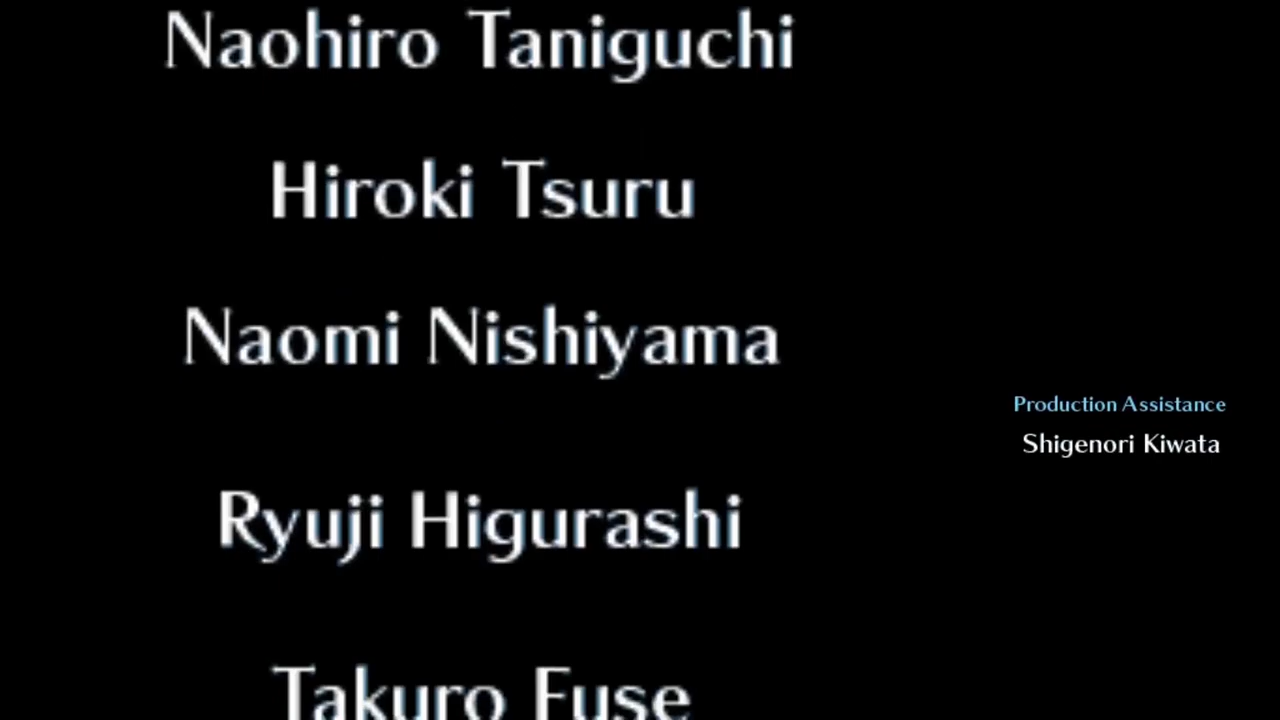 Naohiro Taniguchi
Hiroki Tsuru
Naomi Nishiyama
Ryuji Higurashi
Takuro Fuse
Production Assistance
Shigenori Kiwata